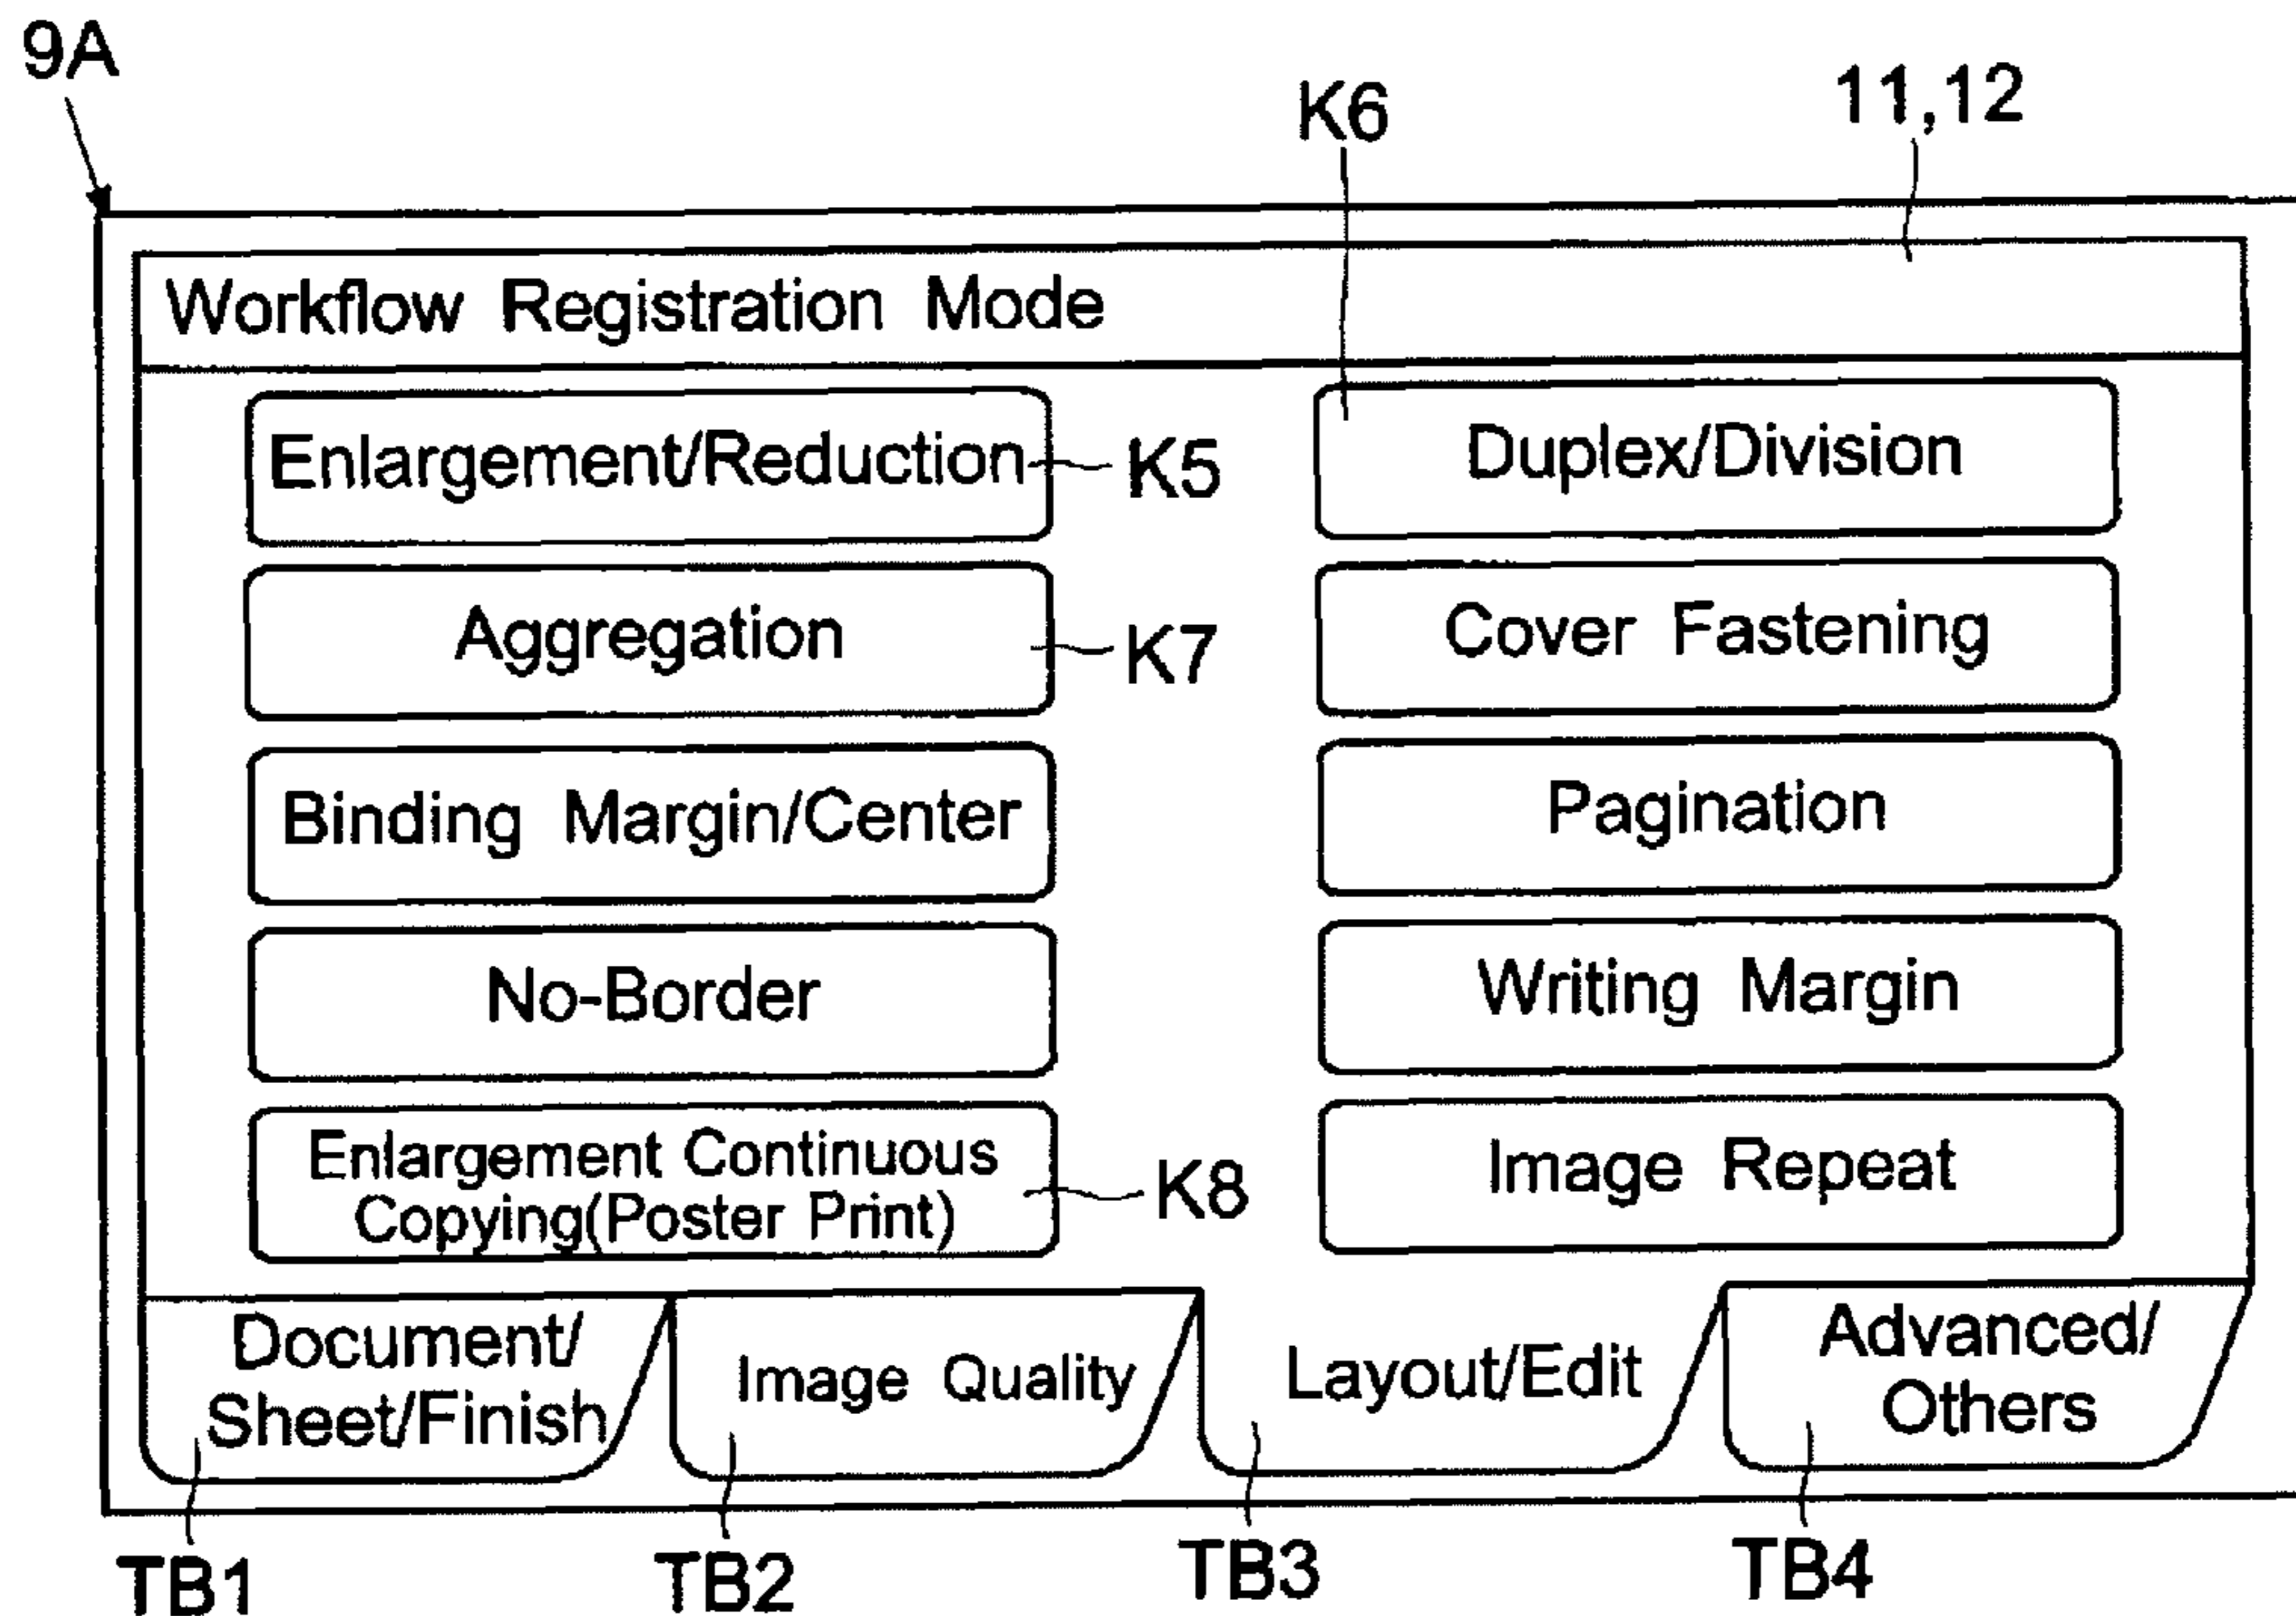 9A
K6
11,12
Workflow Registration Mode
Enlargement/Reduction
K5
Duplex/Division
Aggregation
K7
Cover Fastening
Binding Margin/Center
Pagination
No-Border
Writing Margin
Enlargement Continuous
Copying(Poster Print)
K8
Image Repeat
Document/
Sheet/Finish
Image Quality
Layout/Edit
Advanced/
Others
TB1
TB2
TB3
TB4